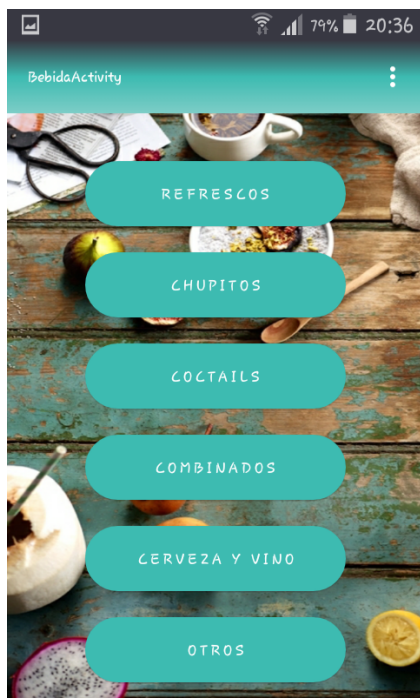 79% 20:36
BebidaActivity
REFRESCOS
CHUPITOS
COCTAILS
COMBINADOS
CERVEZA Y VINO
OTROS